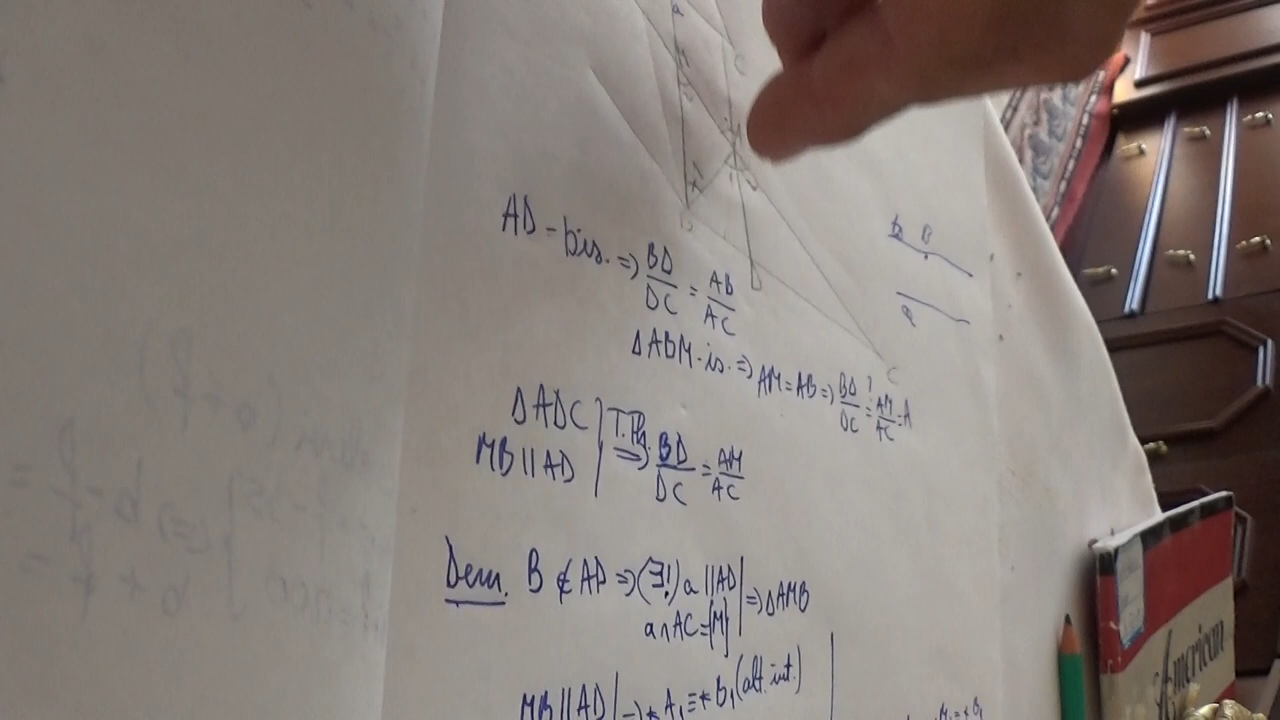 AD - bis. => BD/DC = AB/AC
ΔABM - is. => AM = AB => BD/DC ?= AM/AC = A
ΔADC
MB || AD | T.Th. => BD/DC = AM/AC
Dem. B ∉ AD => (∃!) a || AD
a ∩ AC = {M} | => ΔAMB
MB || AD | => ∢A₁ ≡ ∢B₁ (alt. int.)
B
a
D
C
American